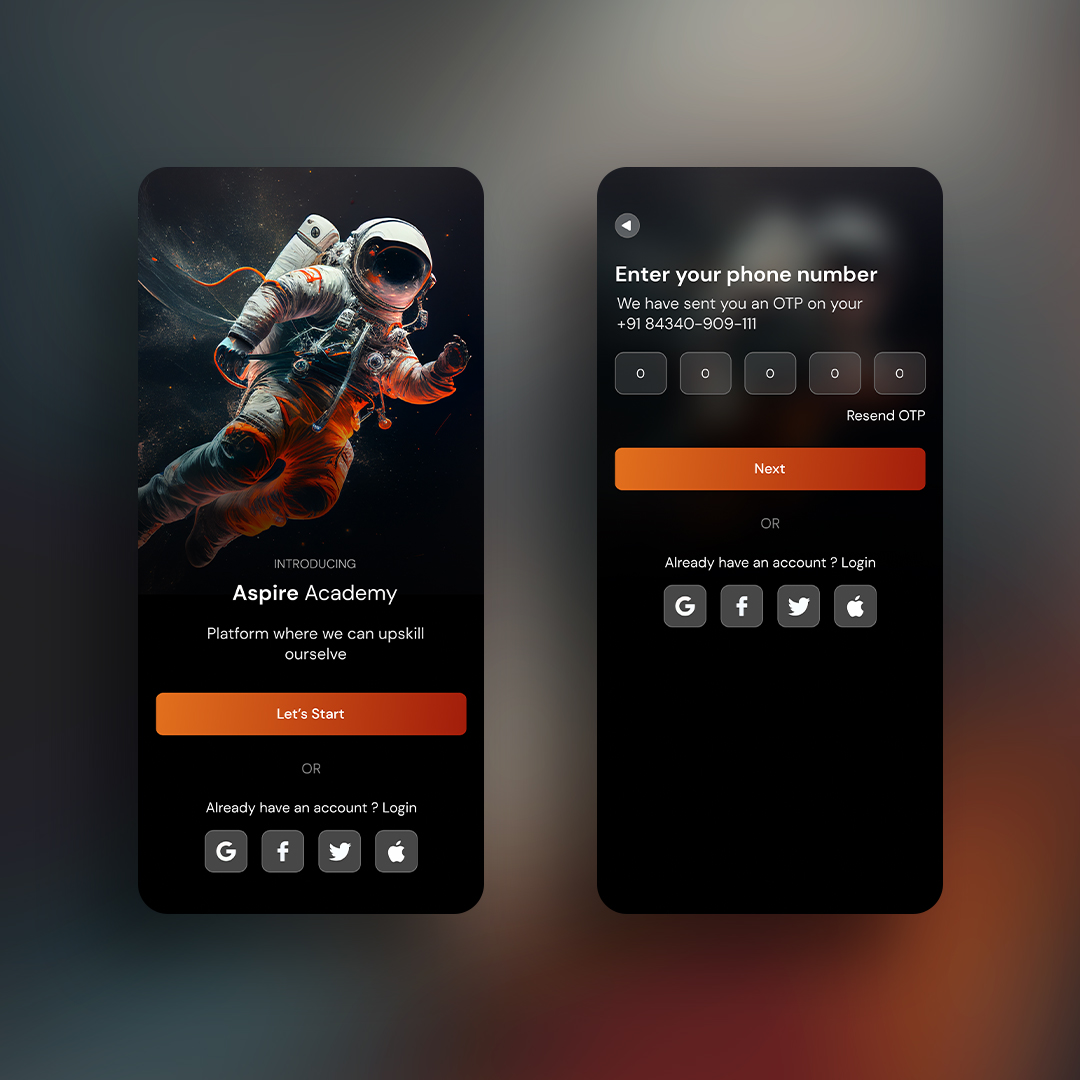 INTRODUCING
Aspire Academy
Platform where we can upskill
ourselve
Let's Start
OR
Already have an account ? Login
G f
Enter your phone number
We have sent you an OTP on your
+91 84340-909-111
0 0 0 0 0
Resend OTP
Next
OR
Already have an account ? Login
G f